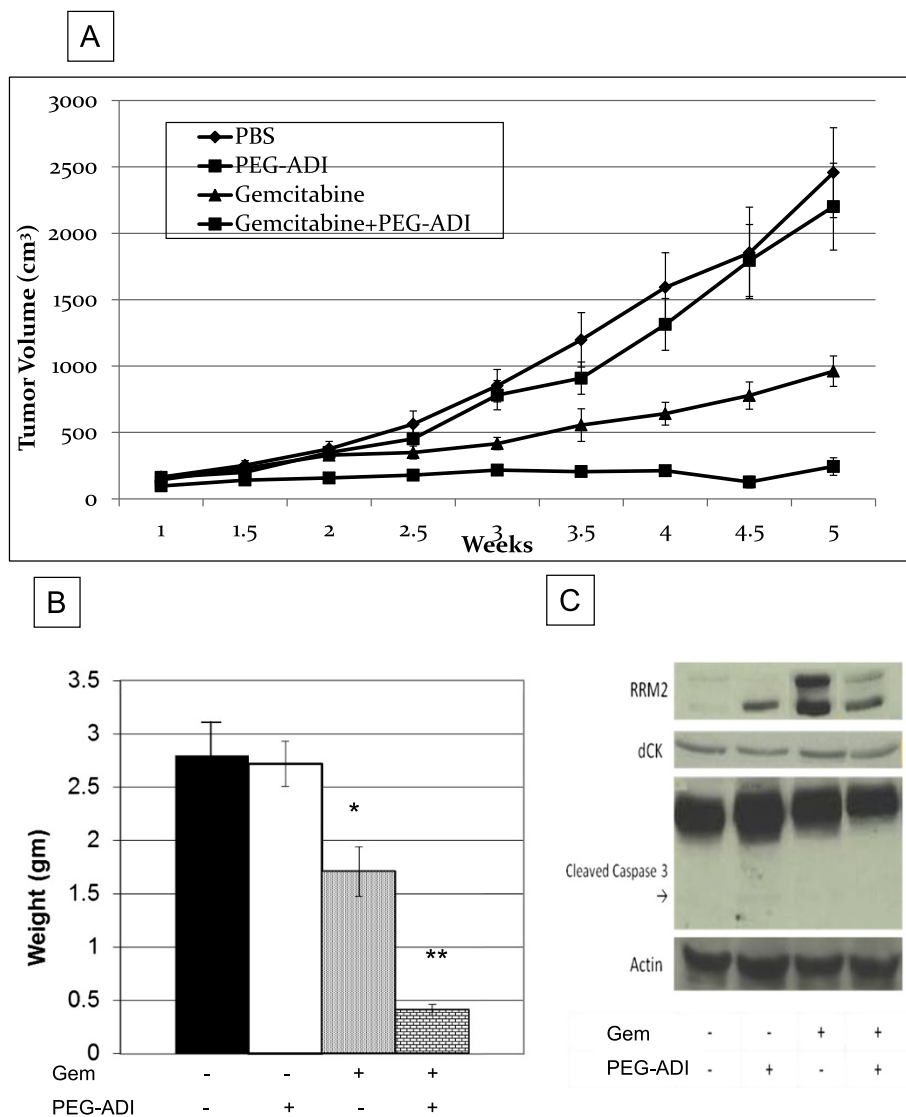 A
Tumor Volume (cm³)
3000
2500
2000
1500
1000
500
0
PBS
PEG-ADI
Gemcitabine
Gemcitabine+PEG-ADI
1 1.5 2 2.5 3 3.5 4 4.5 5
Weeks
B
Weight (gm)
3.5
3
2.5
2
1.5
1
0.5
0
*
**
Gem - - + +
PEG-ADI - + - +
C
RRM2
dCK
Cleaved Caspase 3
→
Actin
Gem - - + +
PEG-ADI - + - +